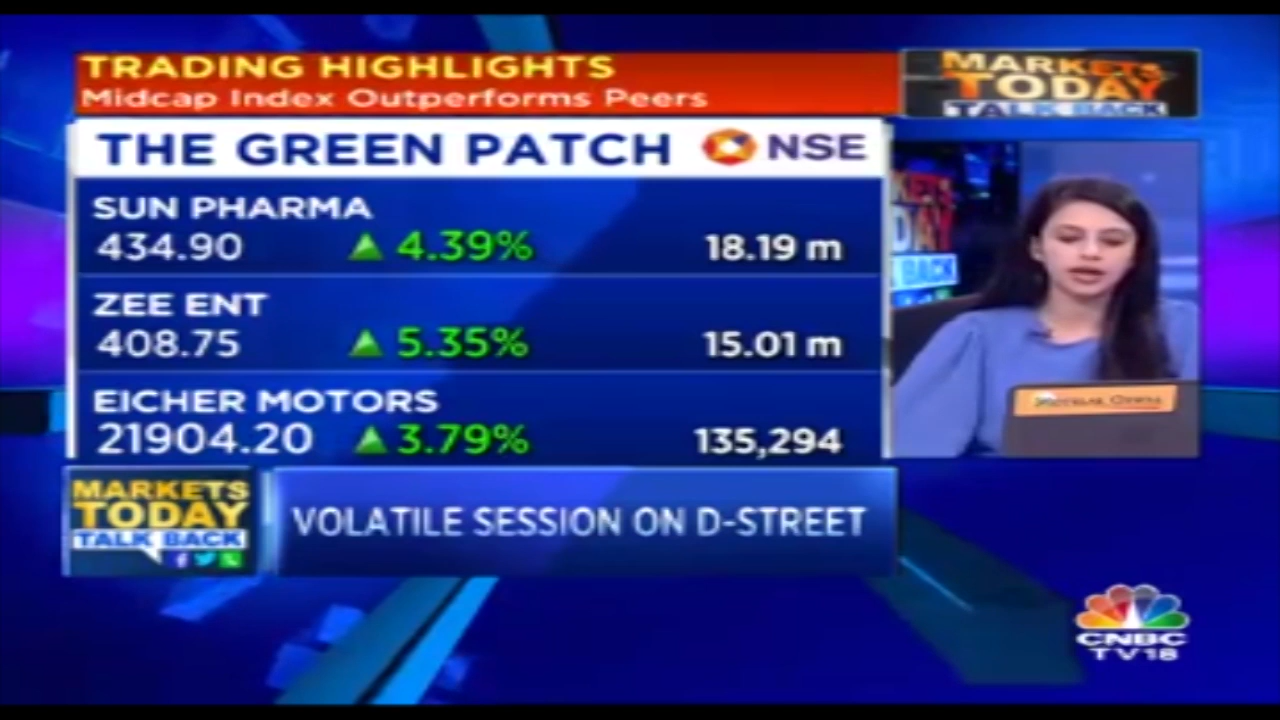 TRADING HIGHLIGHTS
Midcap Index Outperforms Peers
MARKETS
TODAY
TALK BACK
THE GREEN PATCH NSE
SUN PHARMA
434.90 ▲ 4.39% 18.19 m
ZEE ENT
408.75 ▲ 5.35% 15.01 m
EICHER MOTORS
21904.20 ▲ 3.79% 135,294
BACK
MARKETS
TODAY
TALK BACK
VOLATILE SESSION ON D-STREET
CNBC
TV18